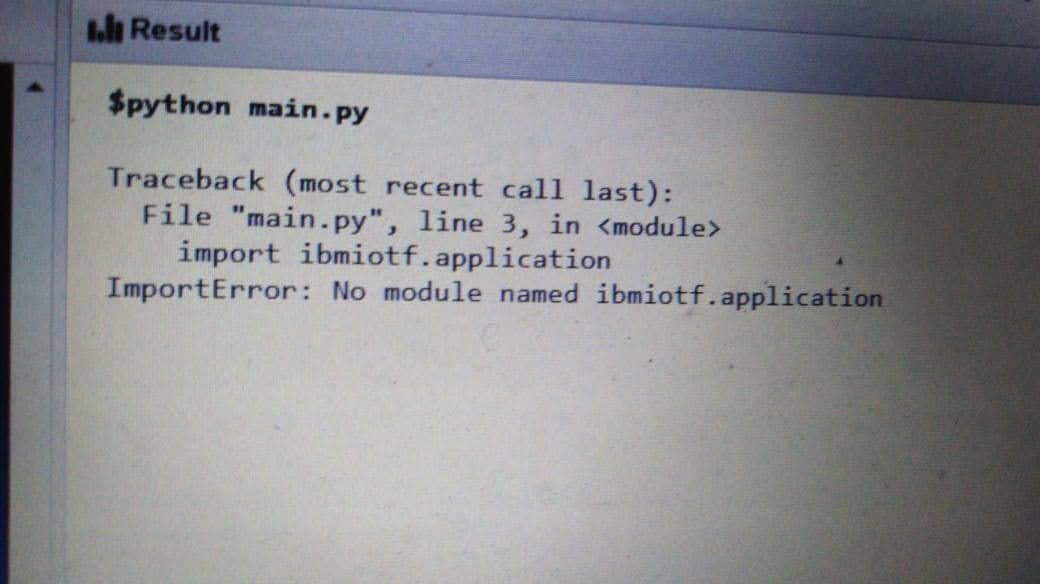 Result
$python main.py
Traceback (most recent call last):
File "main.py", line 3, in <module>
import ibmiotf.application
ImportError: No module named ibmiotf.application